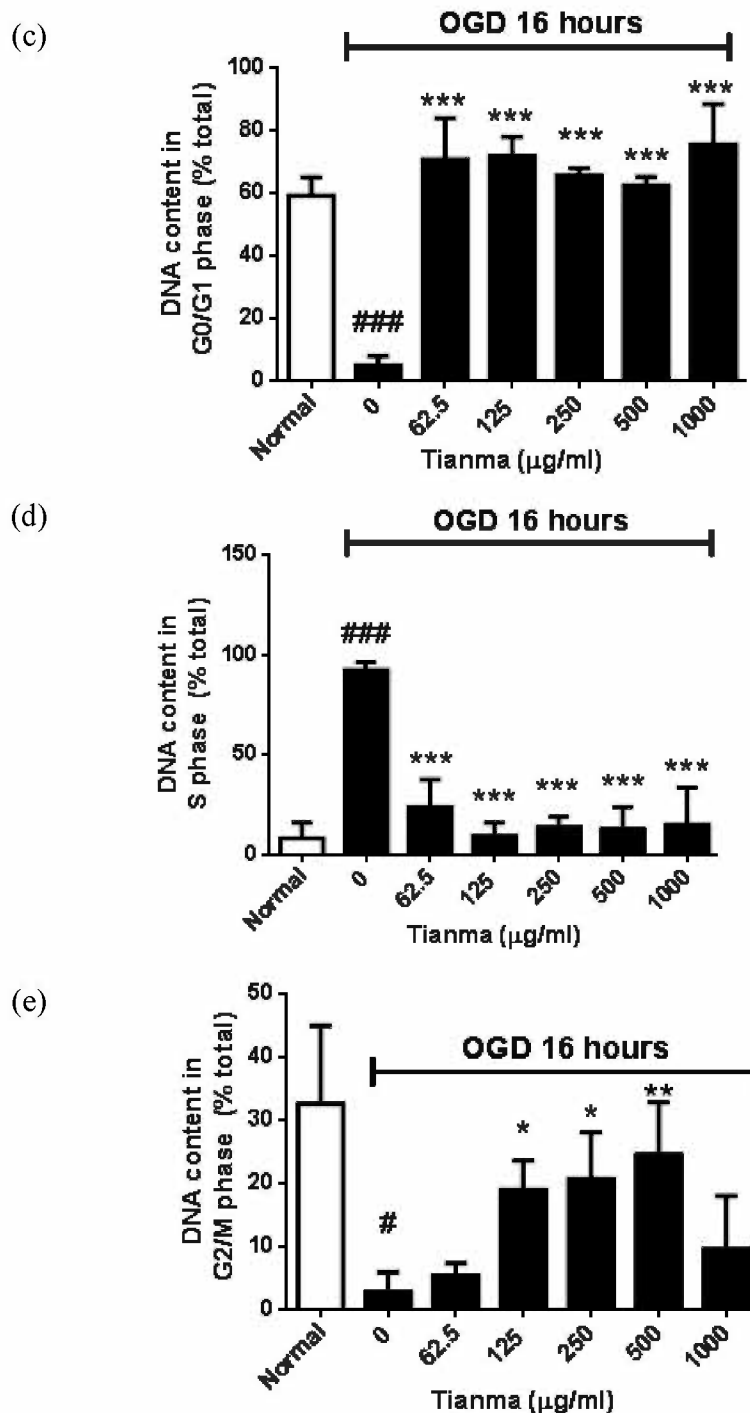 (c)
OGD 16 hours
DNA content in
G0/G1 phase (% total)
100
80
60
40
20
0
###
***
***
***
***
***
Normal
0
62.5
125
250
500
1000
Tianma (µg/ml)
(d)
OGD 16 hours
DNA content in
S phase (% total)
150
100
50
0
###
***
***
***
***
***
Normal
0
62.5
125
250
500
1000
Tianma (µg/ml)
(e)
OGD 16 hours
DNA content in
G2/M phase (% total)
50
40
30
20
10
0
#
*
*
**
Normal
0
62.5
125
250
500
1000
Tianma (µg/ml)